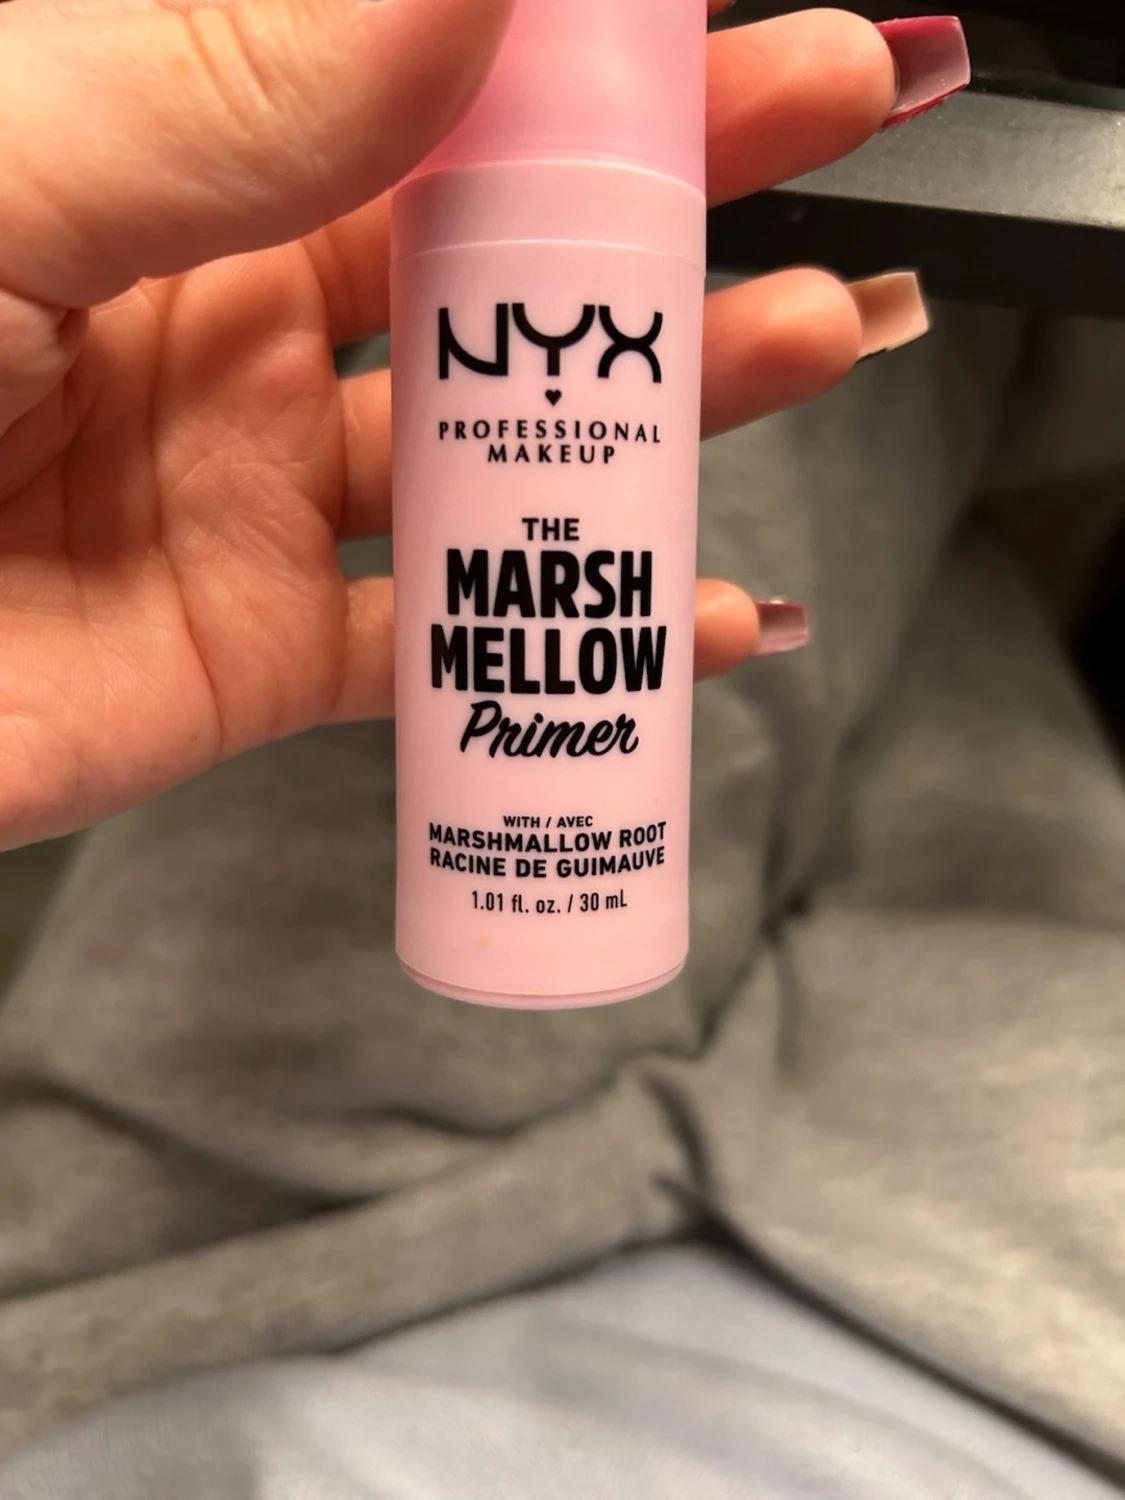 NYX
PROFESSIONAL
MAKEUP
THE
MARSH
MELLOW
Primer
WITH / AVEC
MARSHMALLOW ROOT
RACINE DE GUIMAUVE
1.01 fl. oz. / 30 mL